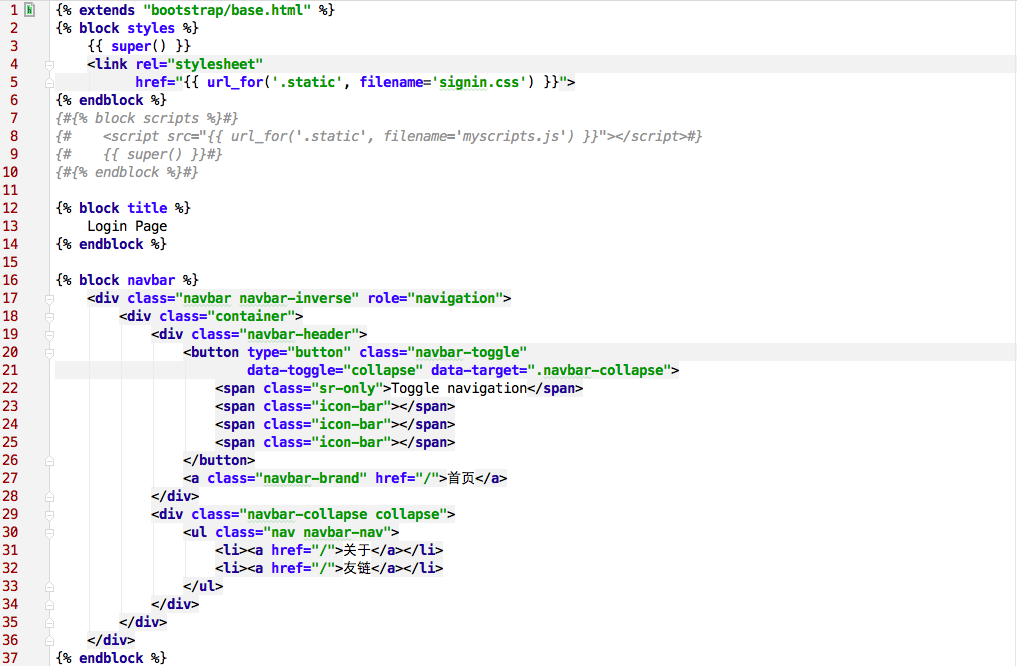 1 {% extends "bootstrap/base.html" %}
2 {% block styles %}
3     {{ super() }}
4     <link rel="stylesheet"
5           href="{{ url_for('.static', filename='signin.css') }}">
6 {% endblock %}
7 {#{% block scripts %}#}
8 {#    <script src="{{ url_for('.static', filename='myscripts.js') }}"></script>#}
9 {#    {{ super() }}#}
10 {#{% endblock %}#}
11
12 {% block title %}
13     Login Page
14 {% endblock %}
15
16 {% block navbar %}
17     <div class="navbar navbar-inverse" role="navigation">
18         <div class="container">
19             <div class="navbar-header">
20                 <button type="button" class="navbar-toggle"
21                         data-toggle="collapse" data-target=".navbar-collapse">
22                     <span class="sr-only">Toggle navigation</span>
23                     <span class="icon-bar"></span>
24                     <span class="icon-bar"></span>
25                     <span class="icon-bar"></span>
26                 </button>
27                 <a class="navbar-brand" href="/">首页</a>
28             </div>
29             <div class="navbar-collapse collapse">
30                 <ul class="nav navbar-nav">
31                     <li><a href="/">关于</a></li>
32                     <li><a href="/">友链</a></li>
33                 </ul>
34             </div>
35         </div>
36     </div>
37 {% endblock %}